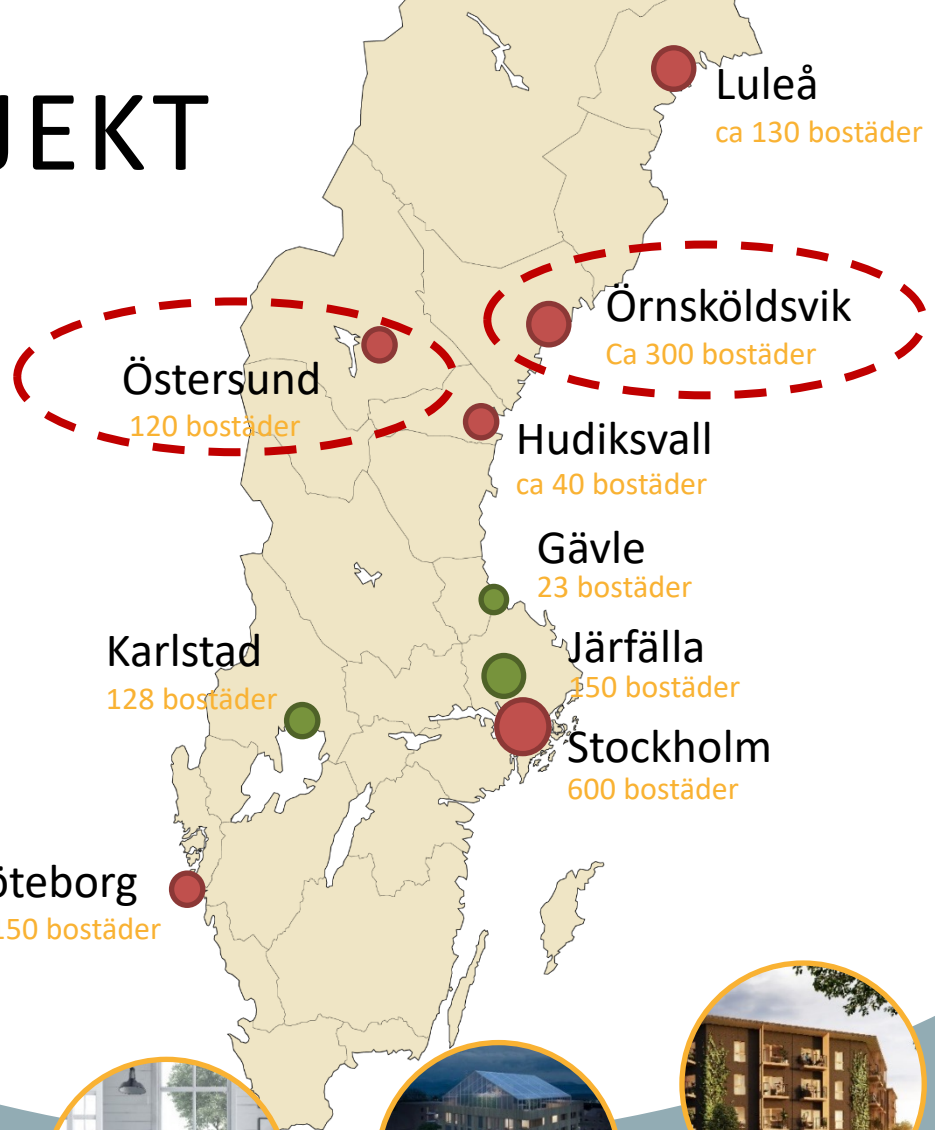 JEKT
Luleå
ca 130 bostäder
Örnsköldsvik
Ca 300 bostäder
Östersund
120 bostäder
Hudiksvall
ca 40 bostäder
Gävle
23 bostäder
Karlstad
128 bostäder
Järfälla
150 bostäder
Stockholm
600 bostäder
öteborg
150 bostäder